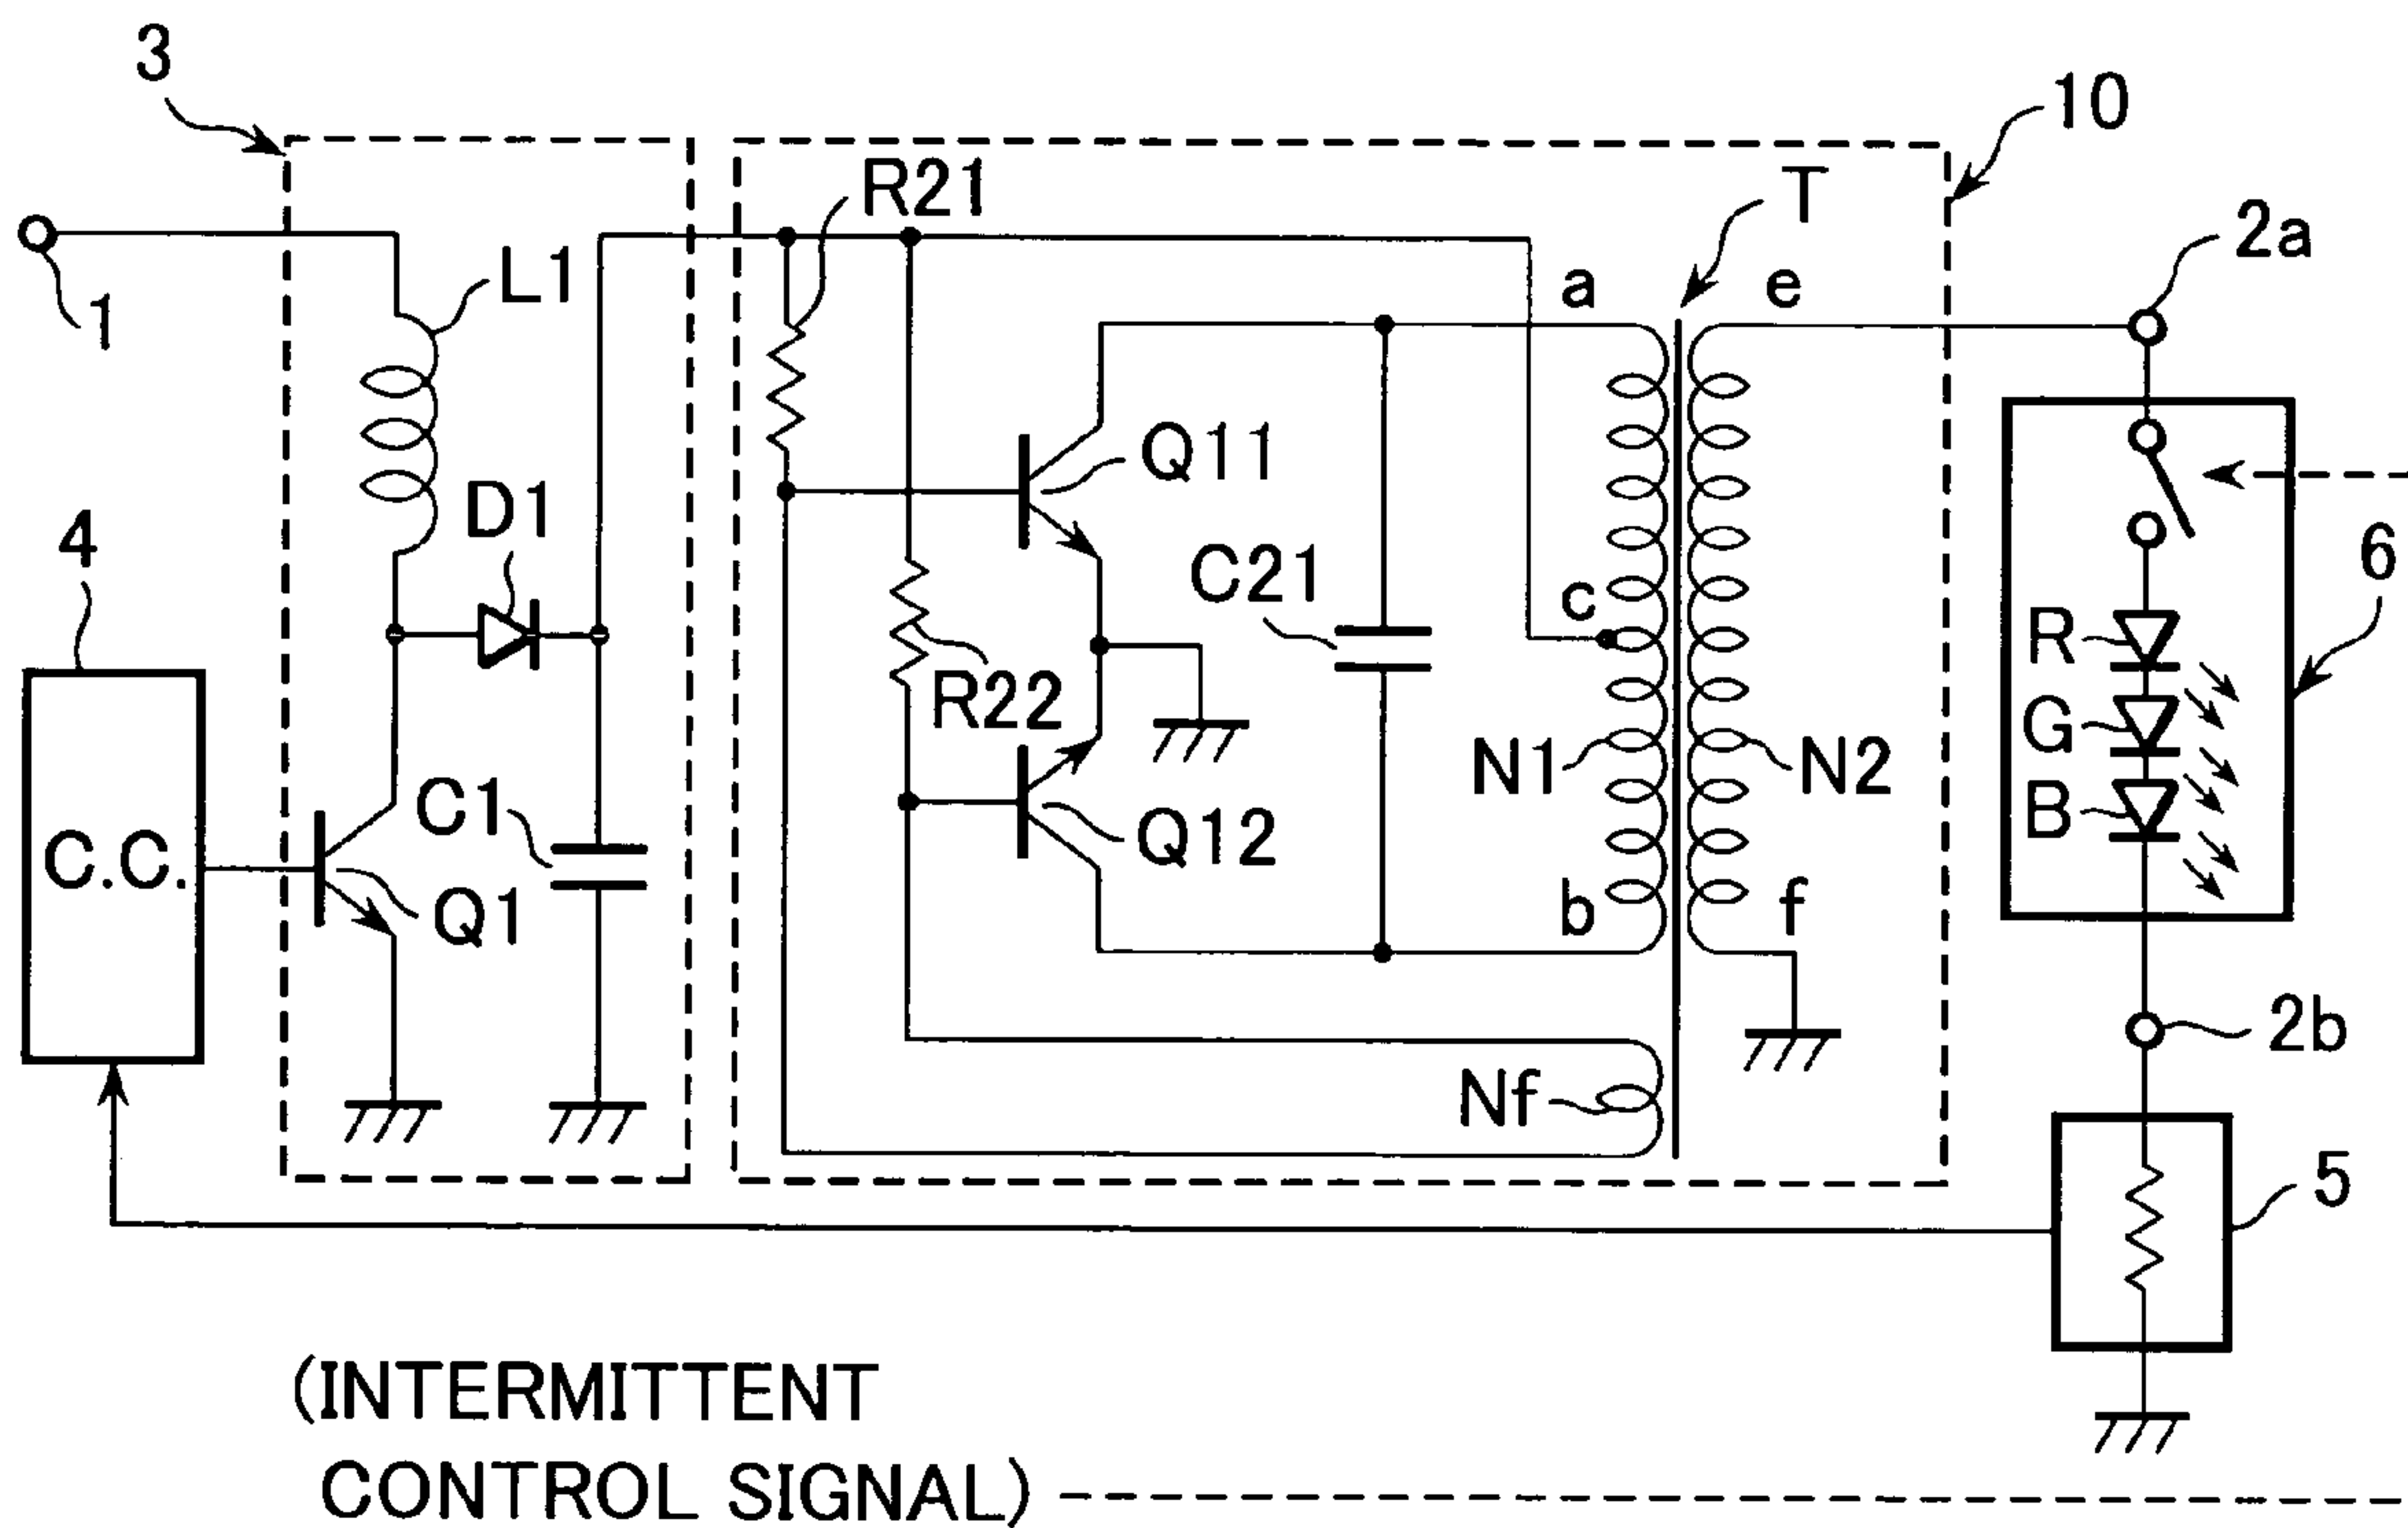 3
10
R21
T
2a
1
L1
a
e
Q11
D1
4
C21
c
6
R
R22
G
N1
N2
C1
B
Q12
C.C.
Q1
b
f
2b
Nf
5
(INTERMITTENT
CONTROL SIGNAL)